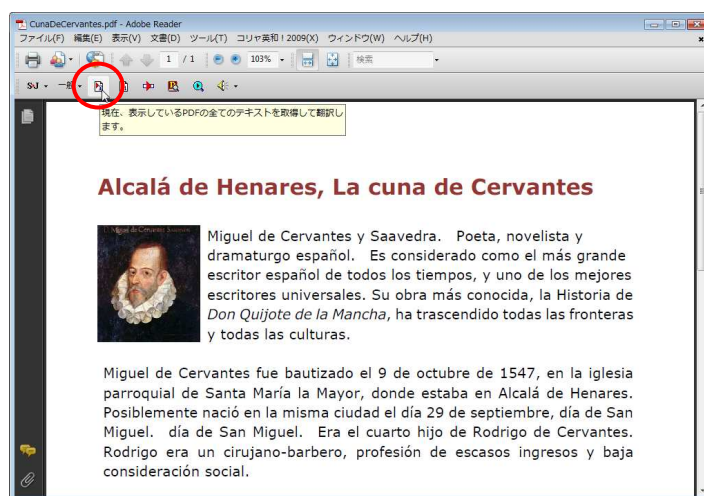 CunaDeCervantes.pdf - Adobe Reader
ファイル(F) 編集(E) 表示(V) 文書(D) ツール(T) コリャ英和!2009(X) ウィンドウ(W) ヘルプ(H)
1 / 1 103% 検索
SJ 一般
現在、表示しているPDFの全てのテキストを取得して翻訳し
ます。
Alcalá de Henares, La cuna de Cervantes
Miguel de Cervantes y Saavedra. Poeta, novelista y
dramaturgo español. Es considerado como el más grande
escritor español de todos los tiempos, y uno de los mejores
escritores universales. Su obra más conocida, la Historia de
Don Quijote de la Mancha, ha trascendido todas las fronteras
y todas las culturas.
Miguel de Cervantes fue bautizado el 9 de octubre de 1547, en la iglesia
parroquial de Santa María la Mayor, donde estaba en Alcalá de Henares.
Posiblemente nació en la misma ciudad el día 29 de septiembre, día de San
Miguel. día de San Miguel. Era el cuarto hijo de Rodrigo de Cervantes.
Rodrigo era un cirujano-barbero, profesión de escasos ingresos y baja
consideración social.